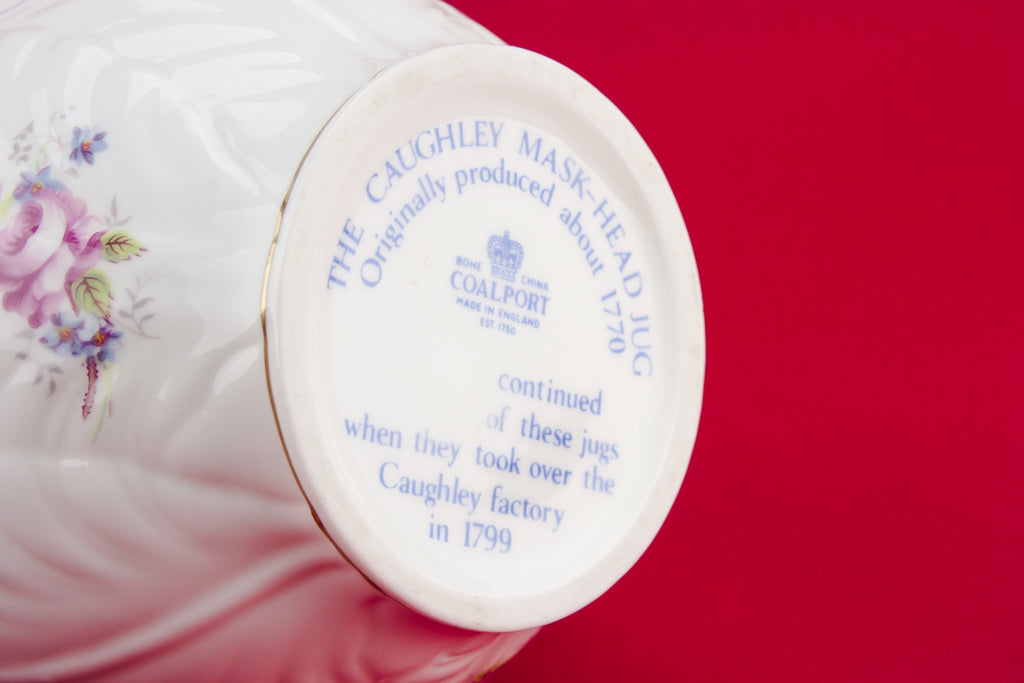 THE CAUGHLEY MASK-HEAD JUG
Originally produced about 1770
BONE CHINA
COALPORT
MADE IN ENGLAND
EST. 1750
continued
of these jugs
when they took over the
Caughley factory
in 1799